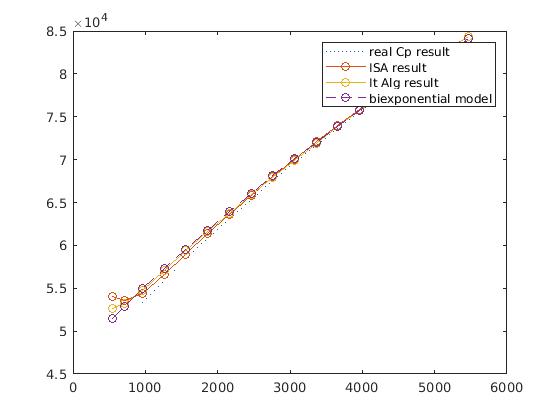 ×10⁴
8.5
8
7.5
7
6.5
6
5.5
5
4.5
0 1000 2000 3000 4000 5000 6000
real Cp result
ISA result
It Alg result
biexponential model